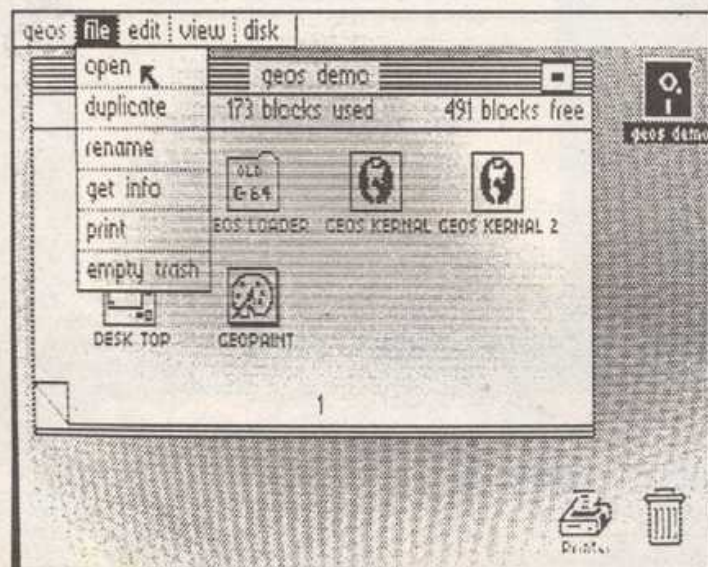 geos file edit view disk
open
duplicate
rename
get info
print
empty trash
geos demo
173 blocks used 491 blocks free
OLD
C-64
EOS LOADER GEOS KERNAL GEOS KERNAL 2
DESK TOP GEOPAINT
1
geos demo
Printer